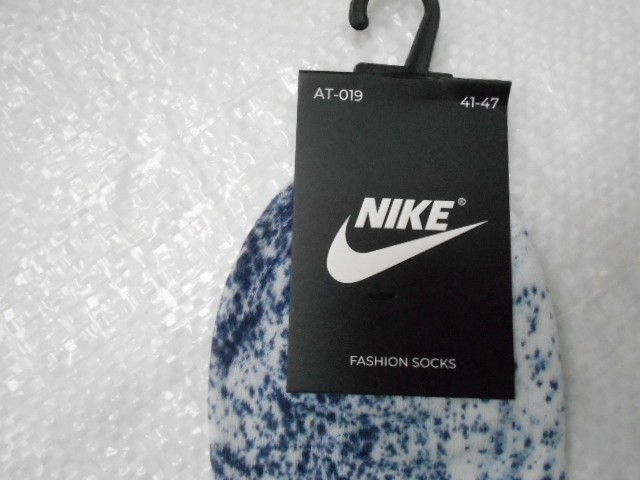 AT-019 41-47
NIKE®
FASHION SOCKS